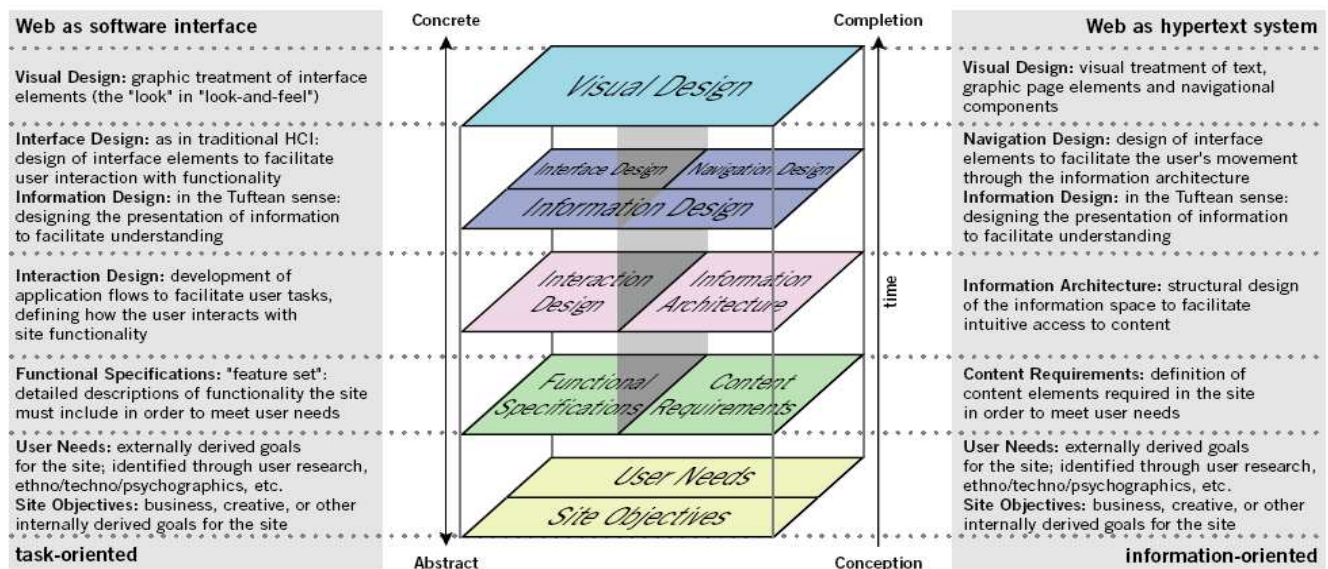 Web as software interface
Visual Design: graphic treatment of interface
elements (the "look" in "look-and-feel")
Interface Design: as in traditional HCI:
design of interface elements to facilitate
user interaction with functionality
Information Design: in the Tuftean sense:
designing the presentation of information
to facilitate understanding
Interaction Design: development of
application flows to facilitate user tasks,
defining how the user interacts with
site functionality
Functional Specifications: "feature set":
detailed descriptions of functionality the site
must include in order to meet user needs
User Needs: externally derived goals
for the site; identified through user research,
ethno/techno/psychographics, etc.
Site Objectives: business, creative, or other
internally derived goals for the site
task-oriented
Concrete
Completion
Visual Design
Interface Design
Navigation Design
Information Design
Interaction
Design
Information
Architecture
Functional
Specifications
Content
Requirements
User Needs
Site Objectives
time
Abstract
Conception
Web as hypertext system
Visual Design: visual treatment of text,
graphic page elements and navigational
components
Navigation Design: design of interface
elements to facilitate the user's movement
through the information architecture
Information Design: in the Tuftean sense:
designing the presentation of information
to facilitate understanding
Information Architecture: structural design
of the information space to facilitate
intuitive access to content
Content Requirements: definition of
content elements required in the site
in order to meet user needs
User Needs: externally derived goals
for the site; identified through user research,
ethno/techno/psychographics, etc.
Site Objectives: business, creative, or other
internally derived goals for the site
information-oriented